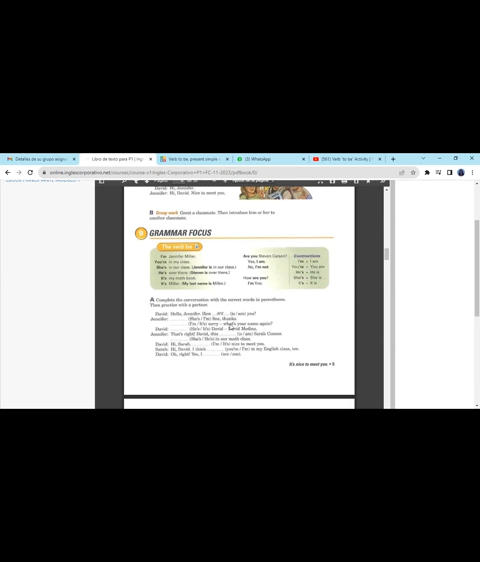 Detalles de su grupo asign
Libro de texto para P1 | Ingl
Verb to be, present simple
(3) WhatsApp
(561) Verb 'to be' Activity |
online.inglescorporativo.net/courses/course-v1:Ingles-Corporativo+P1+FC-11-2022/pdfbook/0/
David: Hi, Jennifer.
Jennifer: Hi, David. Nice to meet you.
B Group work Greet a classmate. Then introduce him or her to
another classmate.
9 GRAMMAR FOCUS
The verb be
I'm Jennifer Miller. Are you Steven Carson? Contractions
You're in my class. Yes, I am. I'm = I am
She's in our class. (Jennifer is in our class.) No, I'm not. You're = You are
He's over there. (Steven is over there.) He's = He is
It's my math book. How are you? She's = She is
It's Miller. (My last name is Miller.) I'm fine. It's = It is
A Complete the conversation with the correct words in parentheses.
Then practice with a partner.
David: Hello, Jennifer. How are (is / are) you?
Jennifer: (She's / I'm) fine, thanks.
(I'm / It's) sorry – what's your name again?
David: (He's / It's) David – David Medina.
Jennifer: That's right! David, this (is / am) Sarah Conner.
(She's / He's) in our math class.
David: Hi, Sarah. (I'm / It's) nice to meet you.
Sarah: Hi, David. I think (you're / I'm) in my English class, too.
David: Oh, right! Yes, I (are / am).
It's nice to meet you. • 5